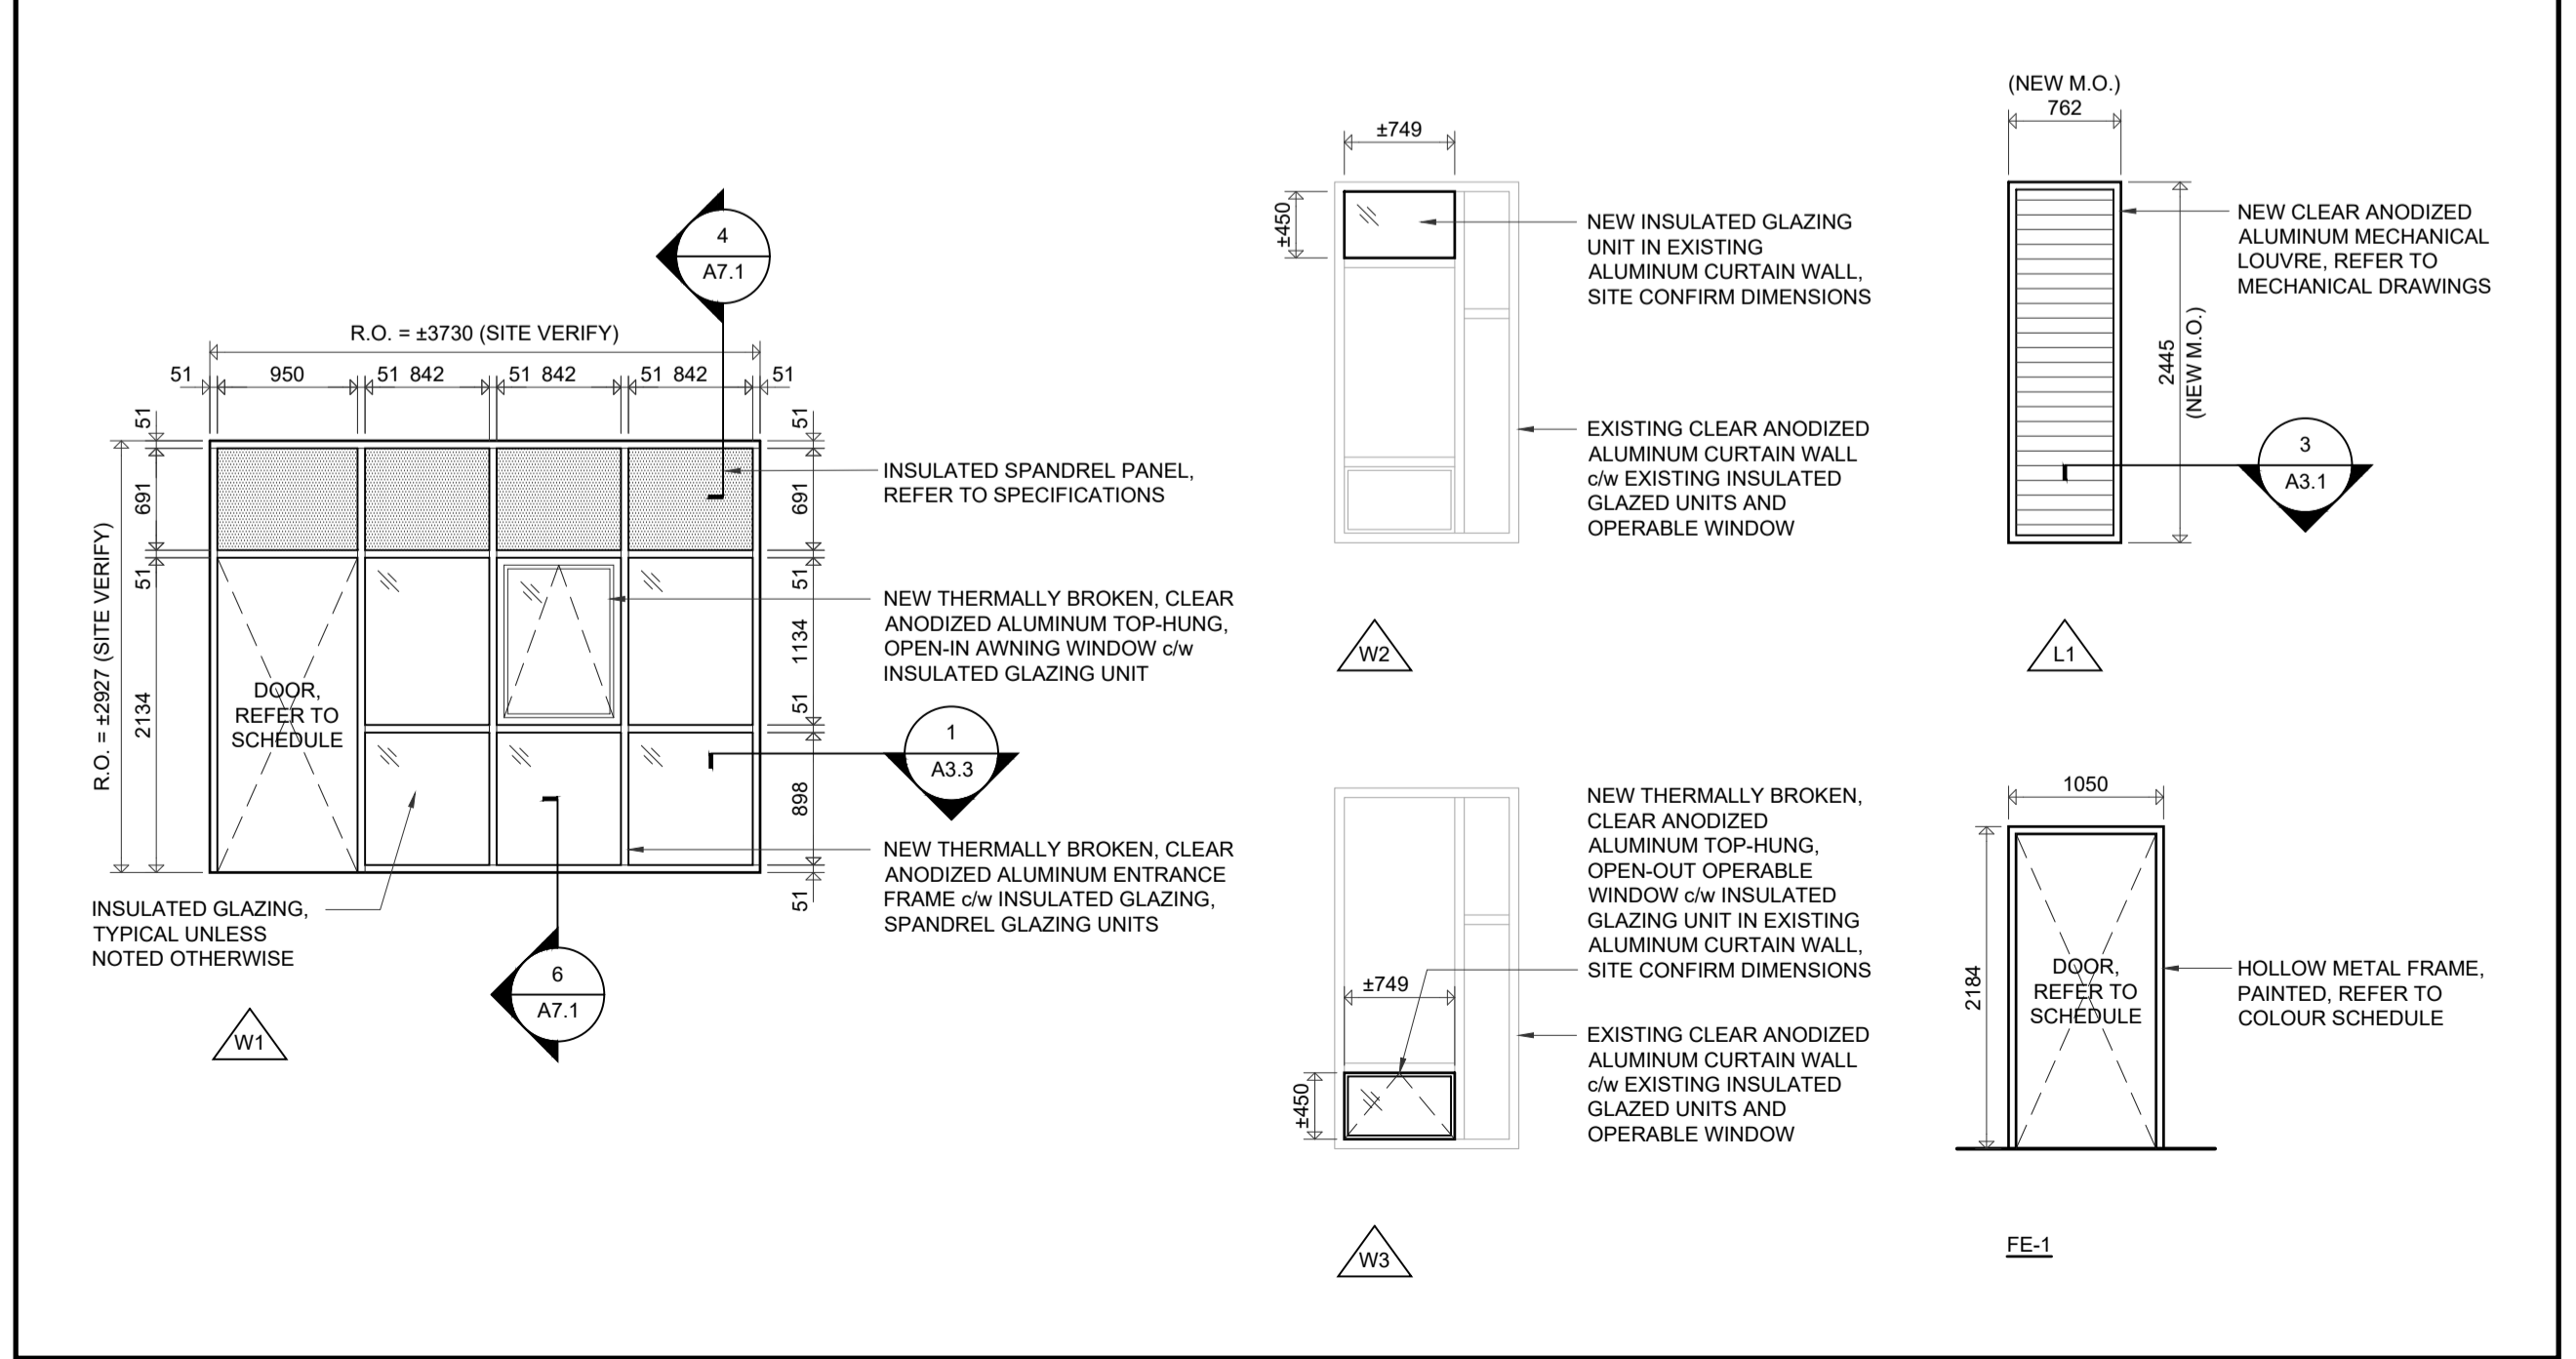 4
A7.1
R.O. = ±3730 (SITE VERIFY)
51 950 51 842 51 842 51 842 51
51
691
51
2134
R.O. = ±2927 (SITE VERIFY)
51
691
51
1134
51
898
51
INSULATED SPANDREL PANEL,
REFER TO SPECIFICATIONS
NEW THERMALLY BROKEN, CLEAR
ANODIZED ALUMINUM TOP-HUNG,
OPEN-IN AWNING WINDOW c/w
INSULATED GLAZING UNIT
DOOR,
REFER TO
SCHEDULE
1
A3.3
NEW THERMALLY BROKEN, CLEAR
ANODIZED ALUMINUM ENTRANCE
FRAME c/w INSULATED GLAZING,
SPANDREL GLAZING UNITS
INSULATED GLAZING,
TYPICAL UNLESS
NOTED OTHERWISE
6
A7.1
W1
±749
±450
NEW INSULATED GLAZING
UNIT IN EXISTING
ALUMINUM CURTAIN WALL,
SITE CONFIRM DIMENSIONS
EXISTING CLEAR ANODIZED
ALUMINUM CURTAIN WALL
c/w EXISTING INSULATED
GLAZED UNITS AND
OPERABLE WINDOW
W2
NEW THERMALLY BROKEN,
CLEAR ANODIZED
ALUMINUM TOP-HUNG,
OPEN-OUT OPERABLE
WINDOW c/w INSULATED
GLAZING UNIT IN EXISTING
ALUMINUM CURTAIN WALL,
SITE CONFIRM DIMENSIONS
±749
±450
EXISTING CLEAR ANODIZED
ALUMINUM CURTAIN WALL
c/w EXISTING INSULATED
GLAZED UNITS AND
OPERABLE WINDOW
W3
(NEW M.O.)
762
NEW CLEAR ANODIZED
ALUMINUM MECHANICAL
LOUVRE, REFER TO
MECHANICAL DRAWINGS
2445
(NEW M.O.)
3
A3.1
L1
1050
2184
DOOR,
REFER TO
SCHEDULE
HOLLOW METAL FRAME,
PAINTED, REFER TO
COLOUR SCHEDULE
FE-1